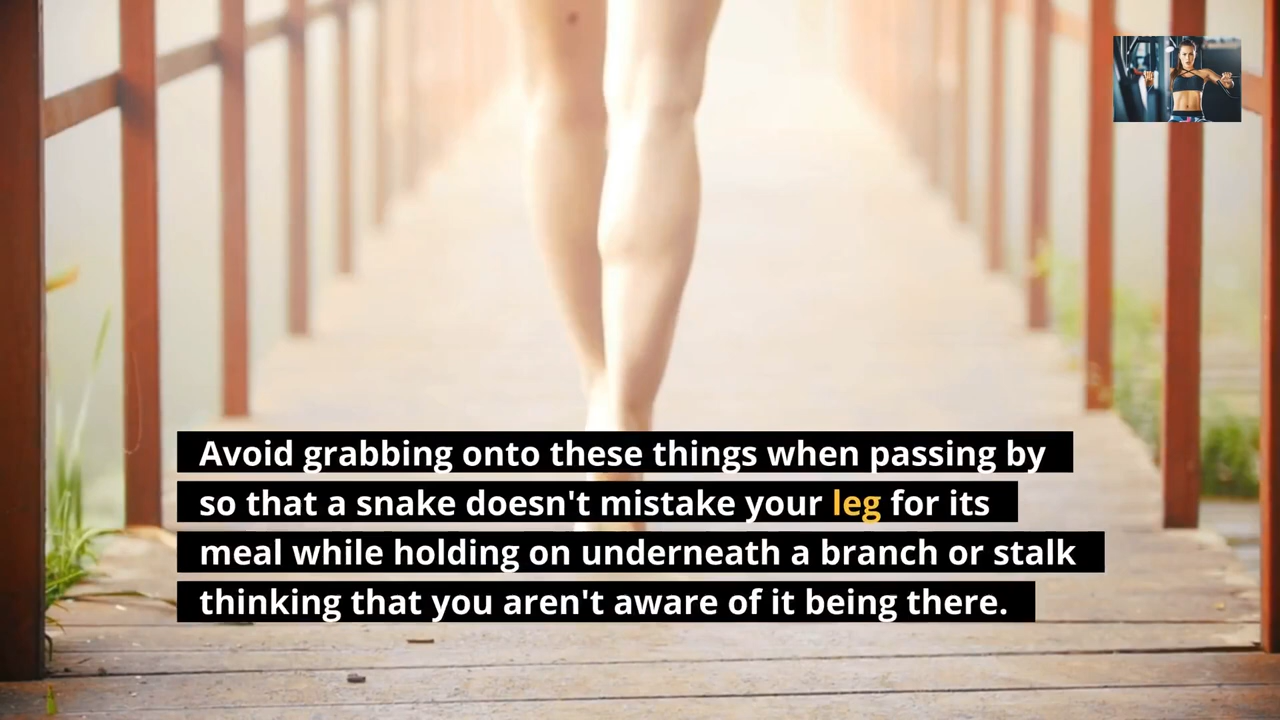 Avoid grabbing onto these things when passing by
so that a snake doesn't mistake your leg for its
meal while holding on underneath a branch or stalk
thinking that you aren't aware of it being there.